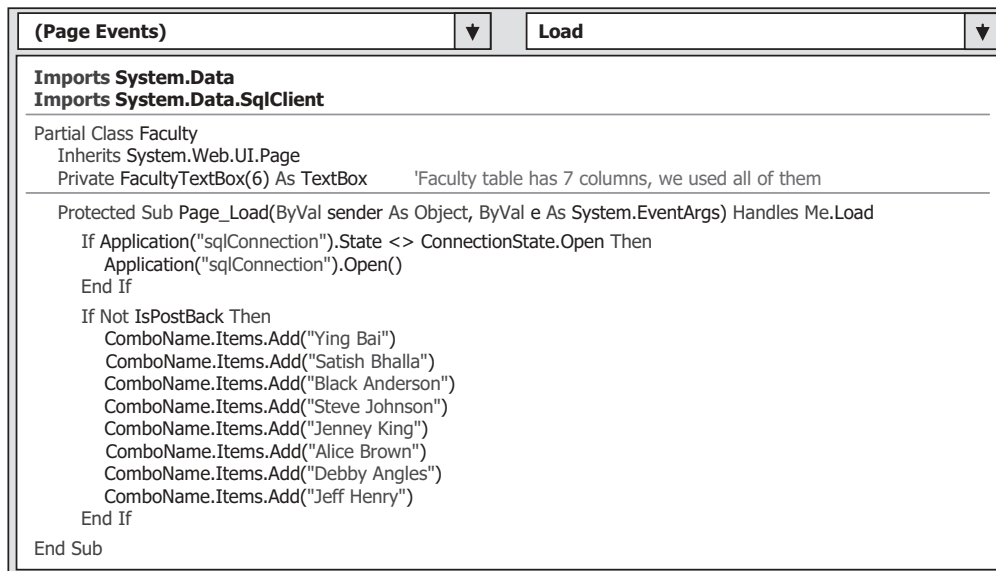 (Page Events) Load
Imports System.Data
Imports System.Data.SqlClient
Partial Class Faculty
Inherits System.Web.UI.Page
Private FacultyTextBox(6) As TextBox 'Faculty table has 7 columns, we used all of them
Protected Sub Page_Load(ByVal sender As Object, ByVal e As System.EventArgs) Handles Me.Load
If Application("sqlConnection").State <> ConnectionState.Open Then
Application("sqlConnection").Open()
End If
If Not IsPostBack Then
ComboName.Items.Add("Ying Bai")
ComboName.Items.Add("Satish Bhalla")
ComboName.Items.Add("Black Anderson")
ComboName.Items.Add("Steve Johnson")
ComboName.Items.Add("Jenney King")
ComboName.Items.Add("Alice Brown")
ComboName.Items.Add("Debby Angles")
ComboName.Items.Add("Jeff Henry")
End If
End Sub